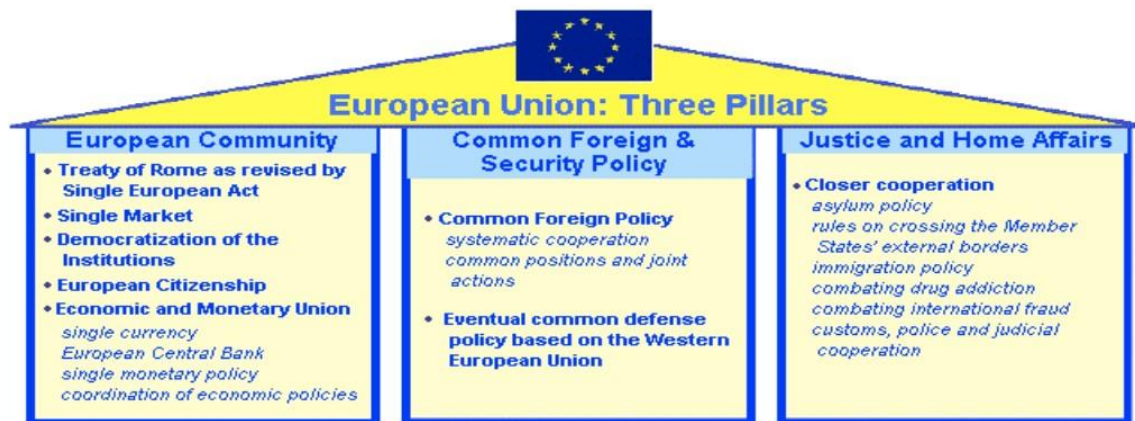 European Union: Three Pillars
European Community
• Treaty of Rome as revised by
Single European Act
• Single Market
• Democratization of the
Institutions
• European Citizenship
• Economic and Monetary Union
single currency
European Central Bank
single monetary policy
coordination of economic policies
Common Foreign &
Security Policy
• Common Foreign Policy
systematic cooperation
common positions and joint
actions
• Eventual common defense
policy based on the Western
European Union
Justice and Home Affairs
• Closer cooperation
asylum policy
rules on crossing the Member
States' external borders
immigration policy
combating drug addiction
combating international fraud
customs, police and judicial
cooperation